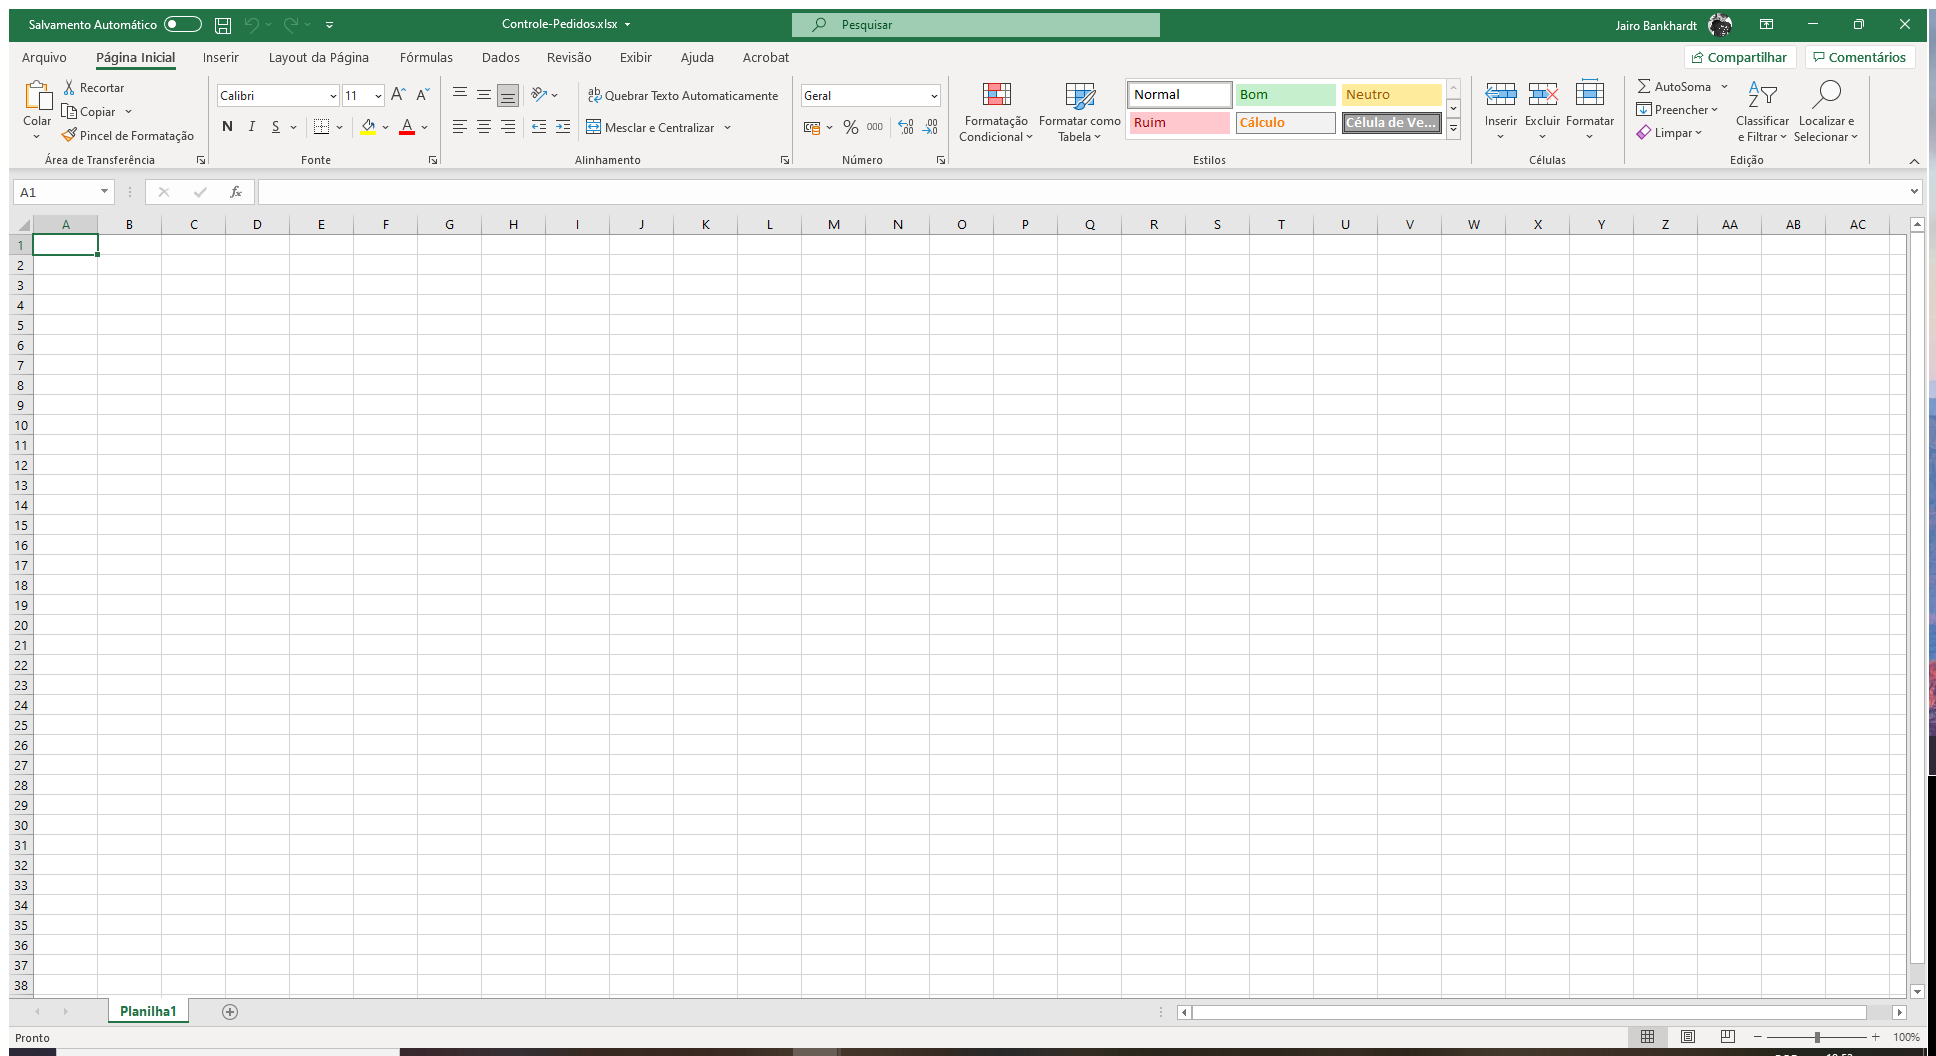 Salvamento Automático
Controle-Pedidos.xlsx
Pesquisar
Jairo Bankhardt
Arquivo Página Inicial Inserir Layout da Página Fórmulas Dados Revisão Exibir Ajuda Acrobat
Compartilhar Comentários
Colar
Recortar
Copiar
Pincel de Formatação
Área de Transferência
Calibri 11
N I S
Fonte
Quebrar Texto Automaticamente
Mesclar e Centralizar
Alinhamento
Geral
% 000
Número
Formatação
Condicional
Formatar como
Tabela
Normal Bom Neutro
Ruim Cálculo Célula de Ve...
Estilos
Inserir Excluir Formatar
Células
AutoSoma
Preencher
Limpar
Classificar
e Filtrar
Localizar e
Selecionar
Edição
A1
fx
A B C D E F G H I J K L M N O P Q R S T U V W X Y Z AA AB AC
1
2
3
4
5
6
7
8
9
10
11
12
13
14
15
16
17
18
19
20
21
22
23
24
25
26
27
28
29
30
31
32
33
34
35
36
37
38
Planilha1
Pronto
100%